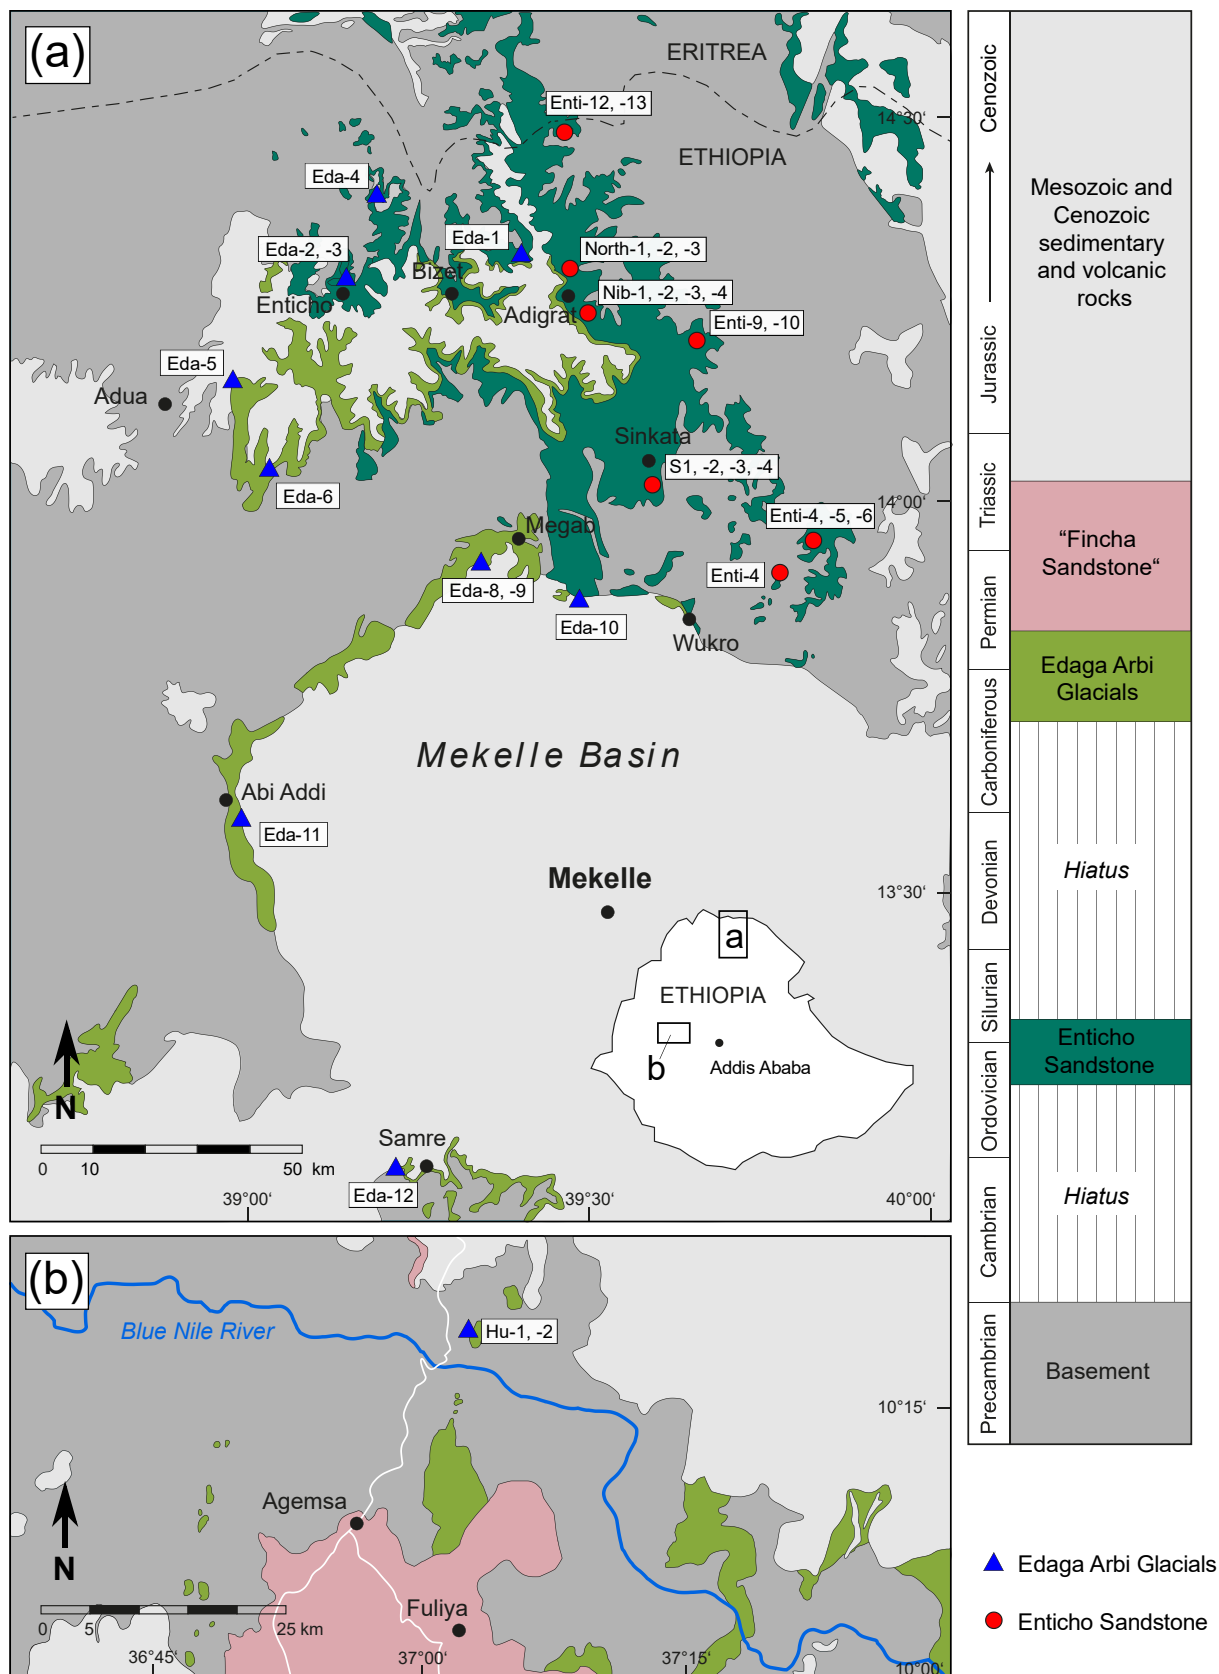 (a)
ERITREA
Enti-12, -13
14°30‘
ETHIOPIA
Eda-4
Eda-2, -3
Eda-1
North-1, -2, -3
Bizet
Enticho
Nib-1, -2, -3, -4
Adigrat
Enti-9, -10
Eda-5
Adua
Sinkata
S1, -2, -3, -4
Eda-6
14°00‘
Enti-4, -5, -6
Megab
Enti-4
Eda-8, -9
Eda-10
Wukro
Mekelle Basin
Abi Addi
Eda-11
Mekelle
13°30‘
a
ETHIOPIA
b
Addis Ababa
N
0 10 50 km
Samre
Eda-12
39°00‘
39°30‘
40°00‘
(b)
Blue Nile River
Hu-1, -2
10°15‘
Agemsa
N
Fuliya
0 5 25 km
36°45‘
37°00‘
37°15‘
10°00‘
Cenozoic
Jurassic
Triassic
Permian
Carboniferous
Devonian
Silurian
Ordovician
Cambrian
Precambrian
Mesozoic and
Cenozoic
sedimentary
and volcanic
rocks
“Fincha
Sandstone“
Edaga Arbi
Glacials
Hiatus
Enticho
Sandstone
Hiatus
Basement
Edaga Arbi Glacials
Enticho Sandstone